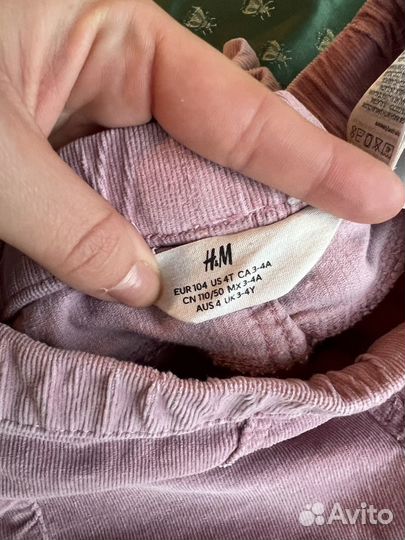 H&M
EUR 104 US 4T CA 3-4A
CN 110/50 MX 3-4A
AUS 4 UK 3-4Y
Avito